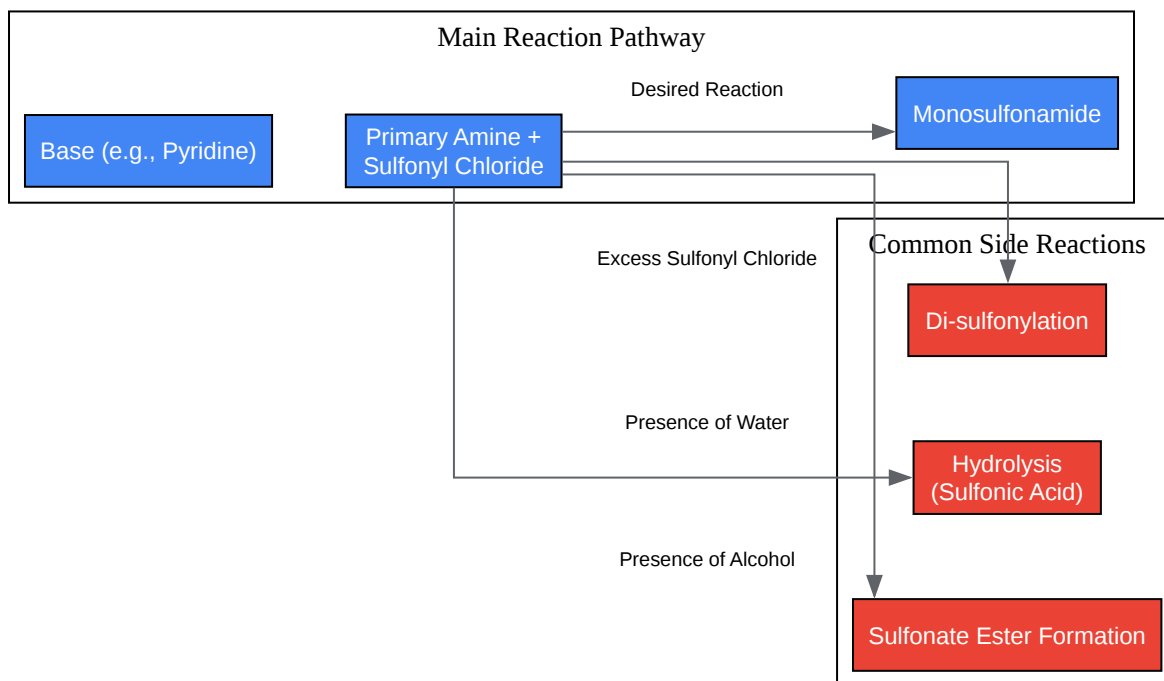 Main Reaction Pathway
Desired Reaction
Base (e.g., Pyridine)
Primary Amine +
Sulfonyl Chloride
Monosulfonamide
Excess Sulfonyl Chloride
Common Side Reactions
Di-sulfonylation
Presence of Water
Hydrolysis
(Sulfonic Acid)
Presence of Alcohol
Sulfonate Ester Formation